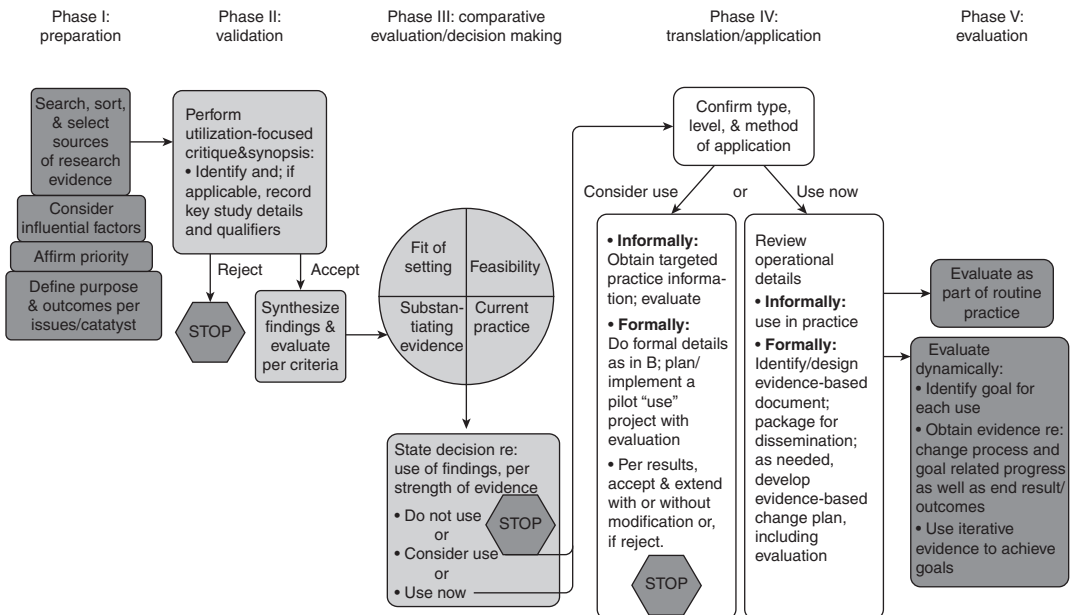 Phase I:
preparation
Phase II:
validation
Phase III: comparative
evaluation/decision making
Phase IV:
translation/application
Phase V:
evaluation
Search, sort,
& select
sources
of research
evidence
Consider
influential factors
Affirm priority
Define purpose
& outcomes per
issues/catatyst
Perform
utilization-focused
critique&synopsis:
• Identify and; if
applicable, record
key study details
and qualifiers
Reject
Accept
STOP
Synthesize
findings &
evaluate
per criteria
Fit of
setting
Feasibility
Substan-
tiating
evidence
Current
practice
State decision re:
use of findings, per
strength of evidence
• Do not use
or
• Consider use
or
• Use now
STOP
Confirm type,
level, & method
of application
Consider use
or
Use now
• Informally:
Obtain targeted
practice informa-
tion; evaluate
• Formally:
Do formal details
as in B; plan/
implement a
pilot “use”
project with
evaluation
• Per results,
accept & extend
with or without
modification or,
if reject.
STOP
Review
operational
details
• Informally:
use in practice
• Formally:
Identify/design
evidence-based
document;
package for
dissemination;
as needed,
develop
evidence-based
change plan,
including
evaluation
Evaluate as
part of routine
practice
Evaluate
dynamically:
• Identify goal for
each use
• Obtain evidence re:
change process and
goal related progress
as well as end result/
outcomes
• Use iterative
evidence to achieve
goals